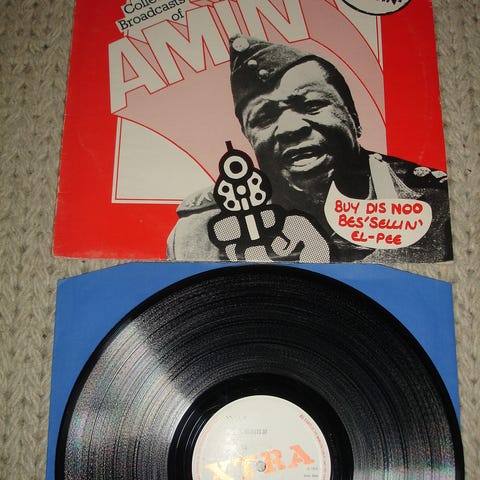 Colle
Broadcasts
of
AMIN
BUY DIS NOO
BES'SELLIN'
EL-PEE
XTRA